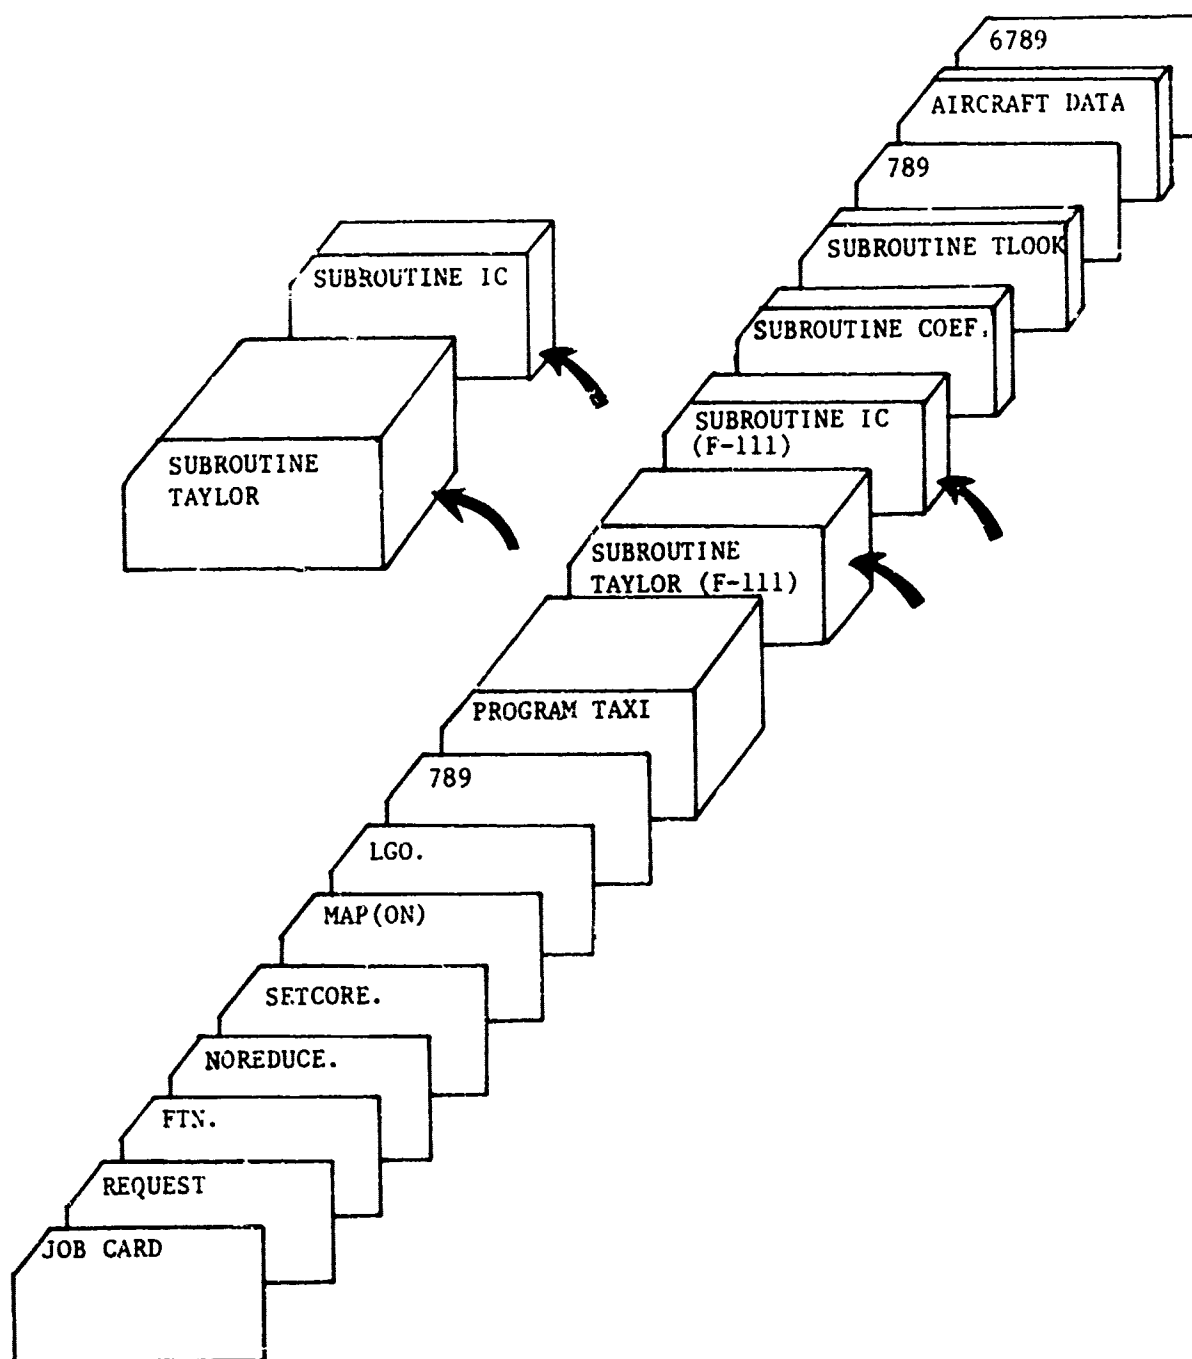 6789
AIRCRAFT DATA
789
SUBROUTINE TLOOK
SUBROUTINE COEF.
SUBROUTINE IC
(F-111)
SUBROUTINE
TAYLOR (F-111)
SUBROUTINE IC
SUBROUTINE
TAYLOR
PROGRAM TAXI
789
LGO.
MAP(ON)
SETCORE.
NOREDUCE.
FTN.
REQUEST
JOB CARD